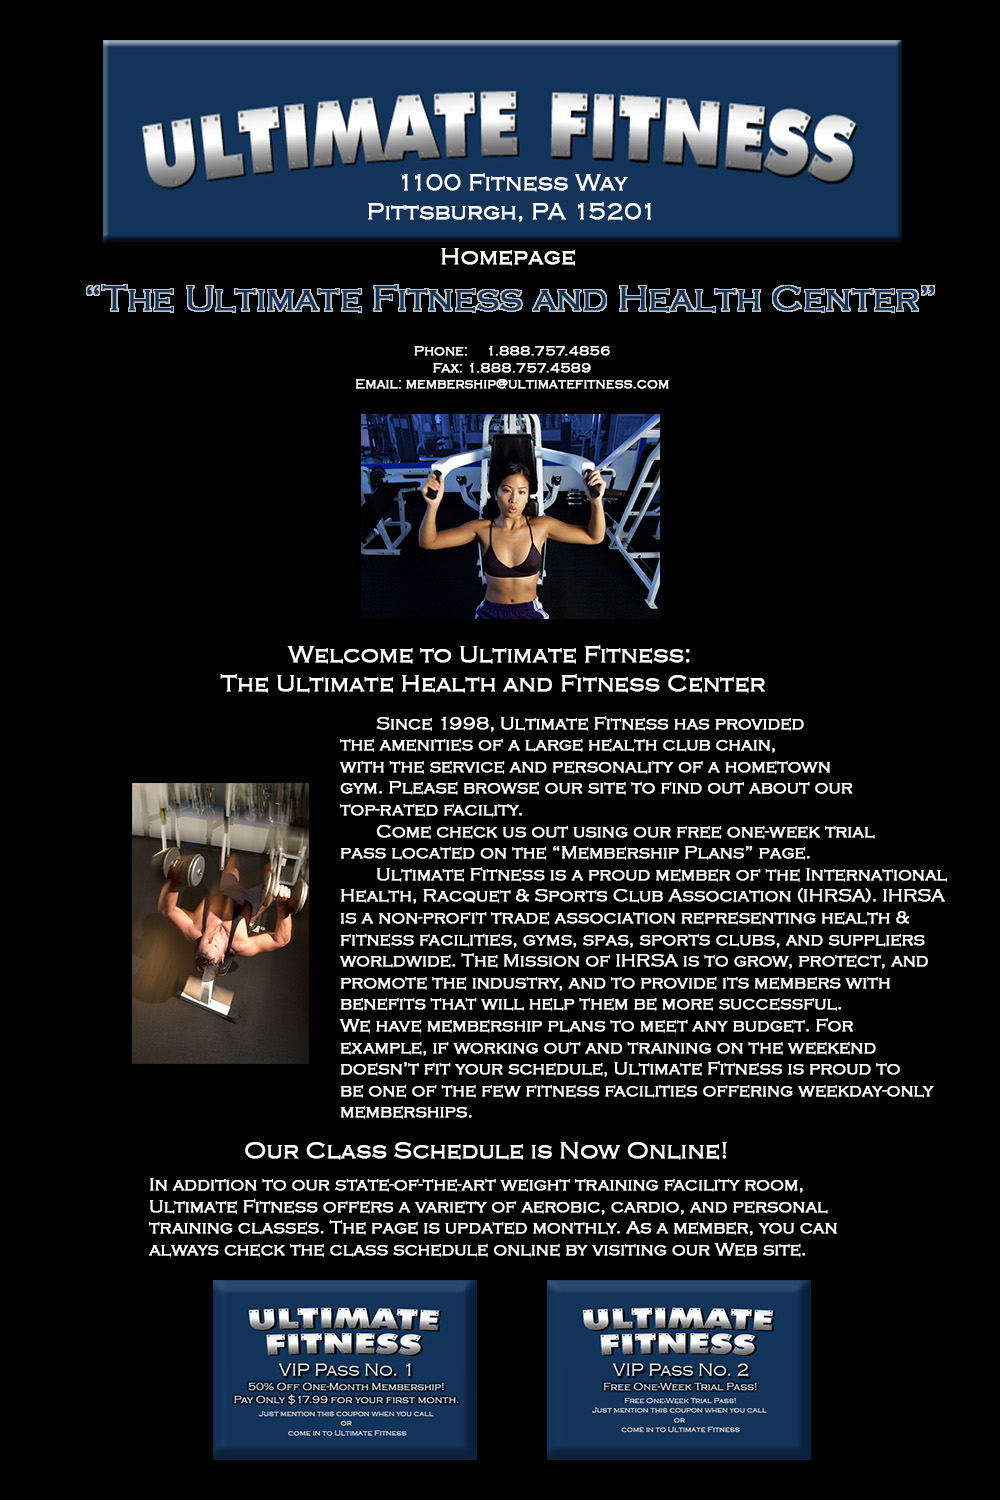 ULTIMATE FITNESS
1100 Fitness Way
Pittsburgh, PA 15201
Homepage
“The Ultimate Fitness and Health Center”
Phone: 1.888.757.4856
Fax: 1.888.757.4589
Email: membership@ultimatefitness.com
Welcome to Ultimate Fitness:
The Ultimate Health and Fitness Center
Since 1998, Ultimate Fitness has provided
the amenities of a large health club chain,
with the service and personality of a hometown
gym. Please browse our site to find out about our
top-rated facility.
Come check us out using our free one-week trial
pass located on the “Membership Plans” page.
Ultimate Fitness is a proud member of the International
Health, Racquet & Sports Club Association (IHRSA). IHRSA
is a non-profit trade association representing health &
fitness facilities, gyms, spas, sports clubs, and suppliers
worldwide. The Mission of IHRSA is to grow, protect, and
promote the industry, and to provide its members with
benefits that will help them be more successful.
We have membership plans to meet any budget. For
example, if working out and training on the weekend
doesn’t fit your schedule, Ultimate Fitness is proud to
be one of the few fitness facilities offering weekday-only
memberships.
Our Class Schedule is Now Online!
In addition to our state-of-the-art weight training facility room,
Ultimate Fitness offers a variety of aerobic, cardio, and personal
training classes. The page is updated monthly. As a member, you can
always check the class schedule online by visiting our Web site.
ULTIMATE
FITNESS
VIP Pass No. 1
50% Off One-Month Membership!
Pay Only $17.99 for your first month.
Just mention this coupon when you call
or
come in to Ultimate Fitness
ULTIMATE
FITNESS
VIP Pass No. 2
Free One-Week Trial Pass!
Free One-Week Trial Pass!
Just mention this coupon when you call
or
come in to Ultimate Fitness